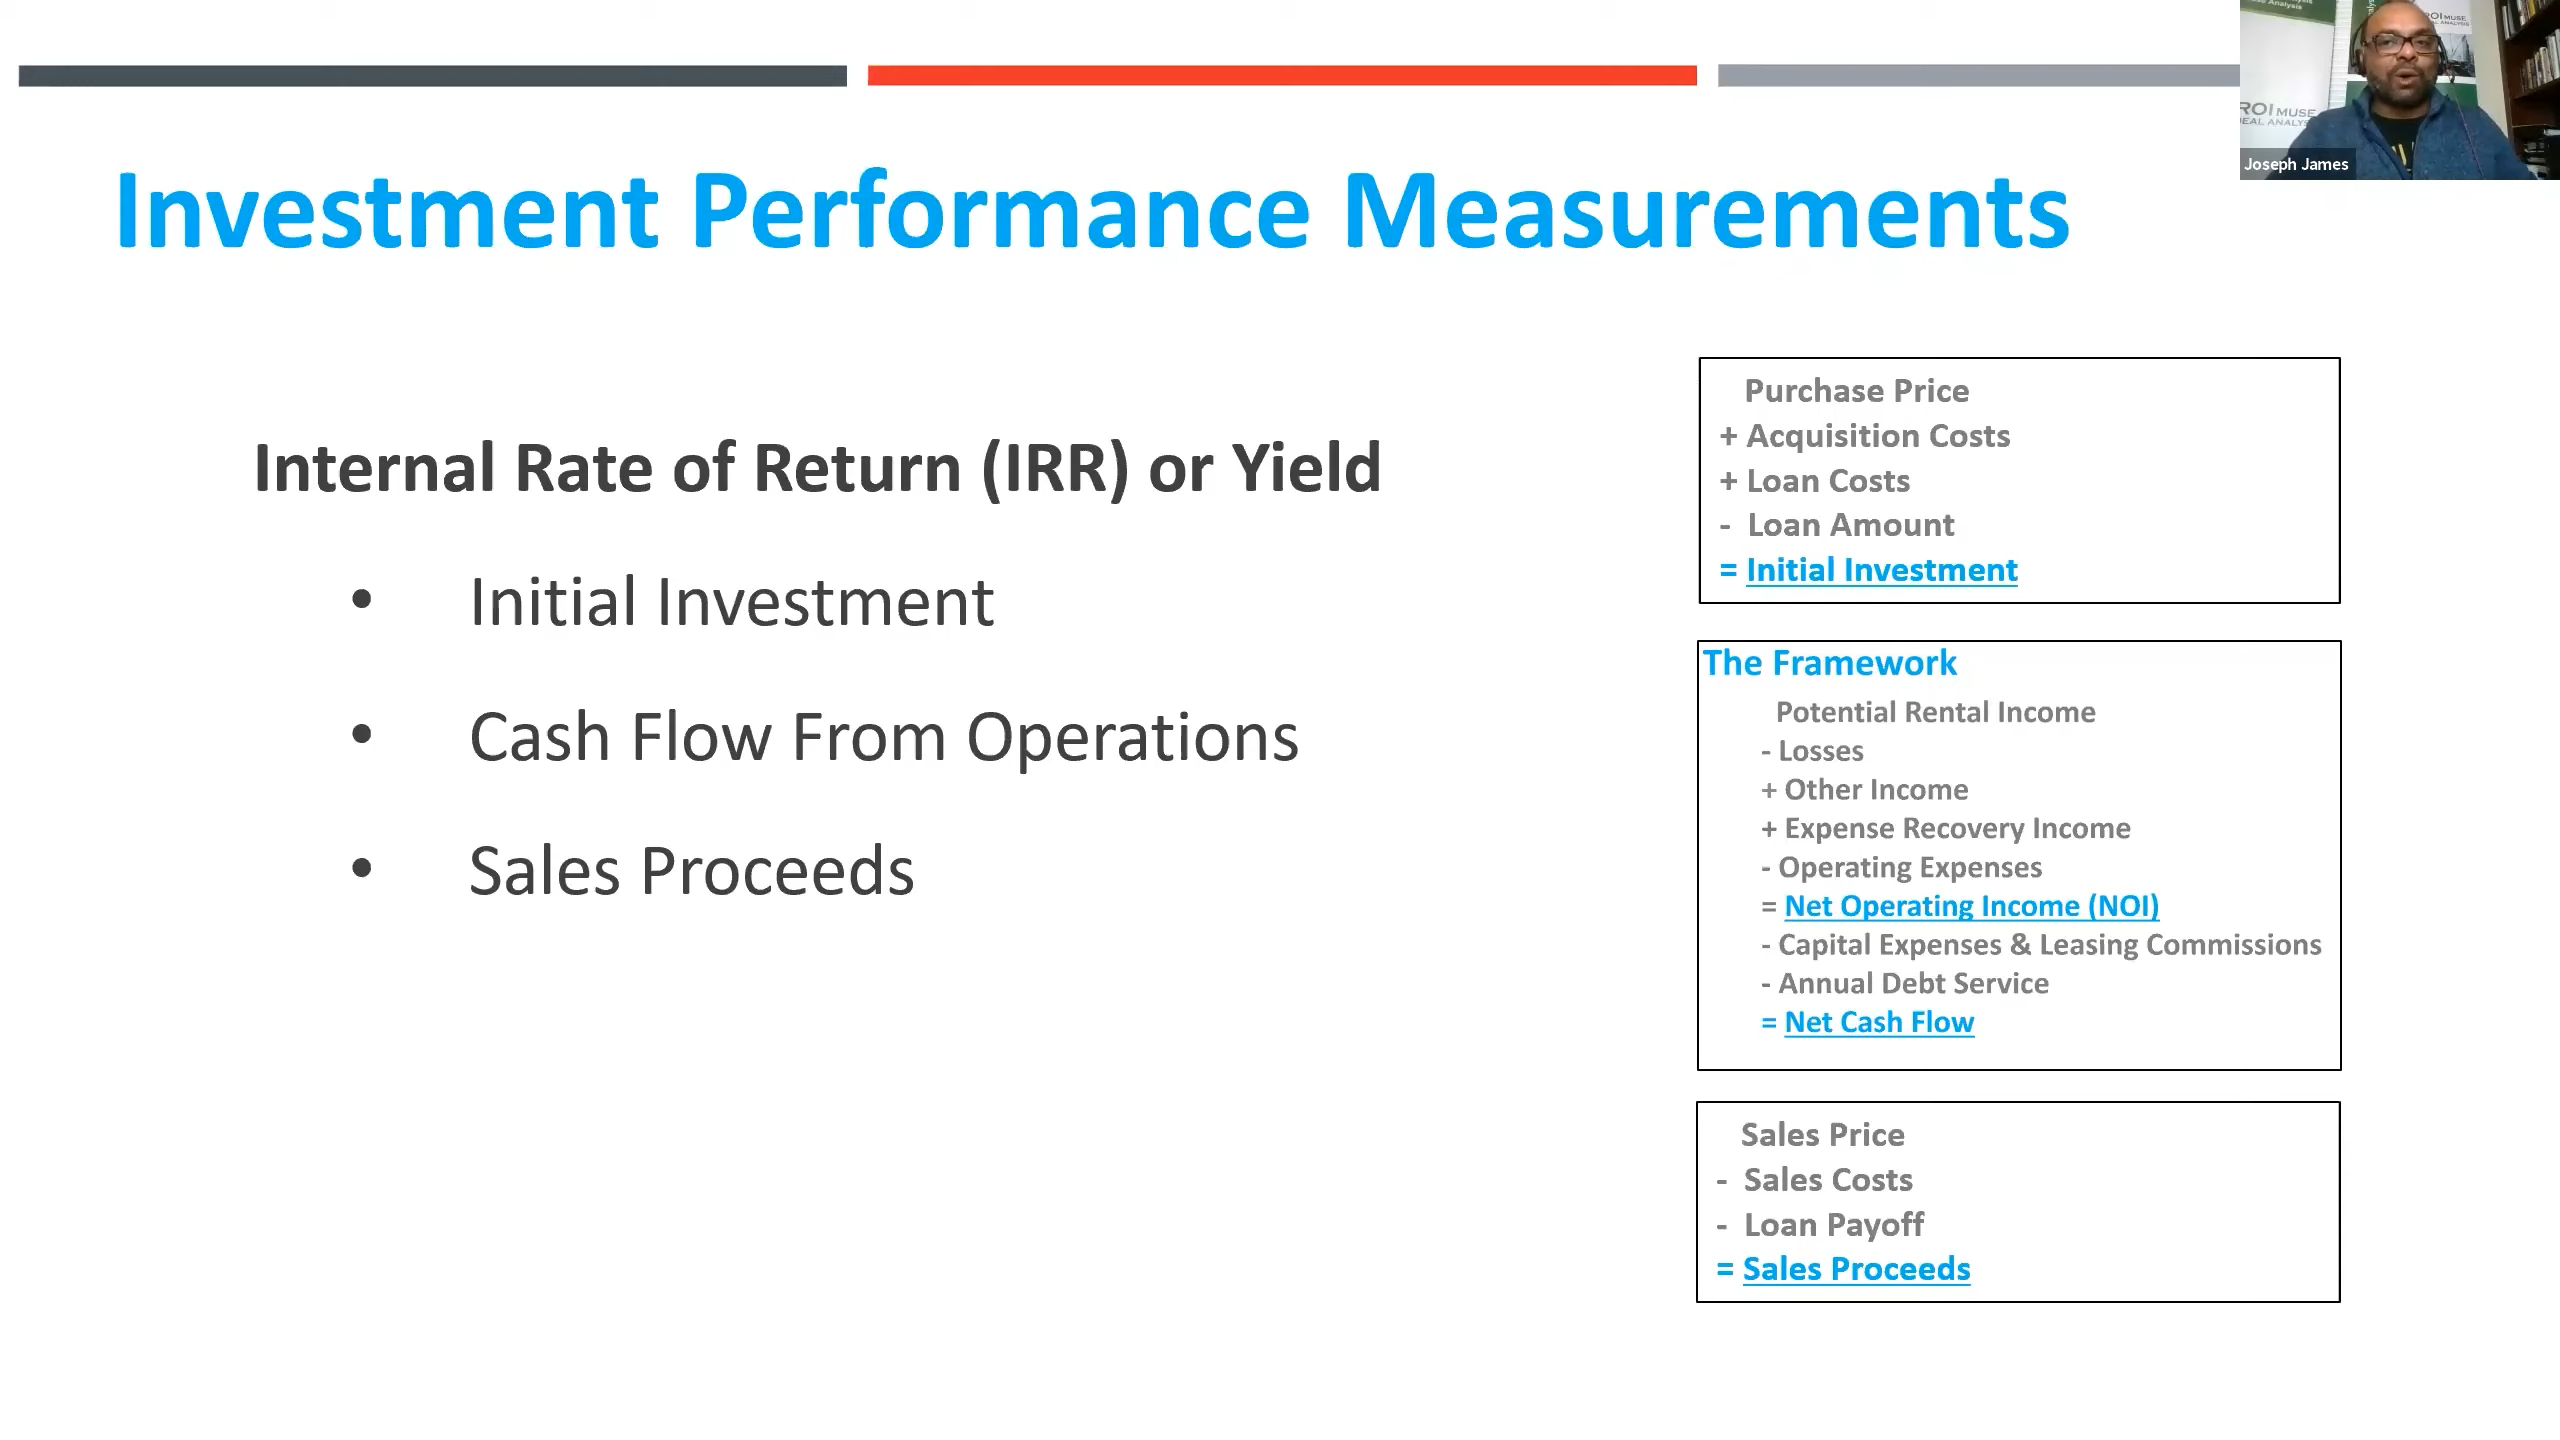 Investment Performance Measurements
Internal Rate of Return (IRR) or Yield
• Initial Investment
• Cash Flow From Operations
• Sales Proceeds
Purchase Price
+ Acquisition Costs
+ Loan Costs
- Loan Amount
= Initial Investment
The Framework
Potential Rental Income
- Losses
+ Other Income
+ Expense Recovery Income
- Operating Expenses
= Net Operating Income (NOI)
- Capital Expenses & Leasing Commissions
- Annual Debt Service
= Net Cash Flow
Sales Price
- Sales Costs
- Loan Payoff
= Sales Proceeds
ROI MUSE
Joseph James